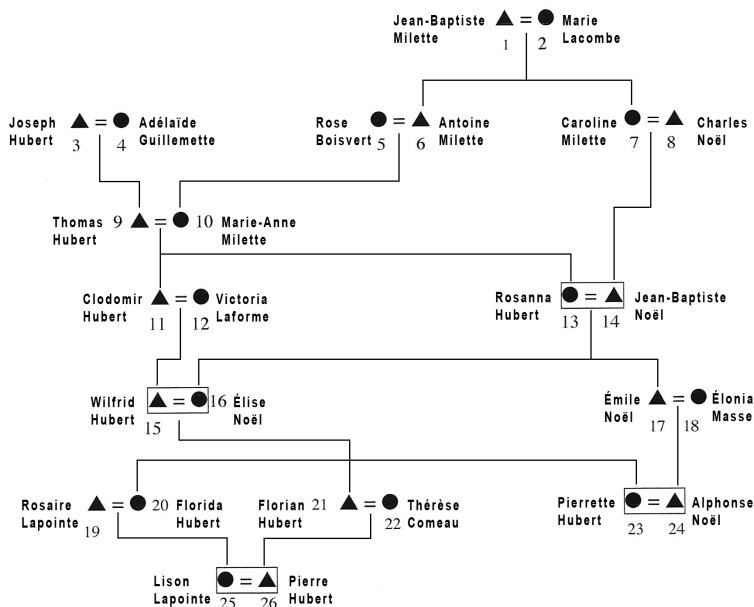 Jean-Baptiste Marie
Milette 1 2 Lacombe
Joseph Adélaïde Rose Antoine Caroline Charles
Hubert 3 4 Guillemette Boisvert 5 6 Milette Milette 7 8 Noël
Thomas 9 10 Marie-Anne
Hubert Milette
Clodomir Victoria Rosanna Jean-Baptiste
Hubert 11 12 Laforme Hubert 13 14 Noël
Wilfrid 16 Élise Émile Élonia
Hubert 15 Noël Noël 17 18 Masse
Rosaire 20 Florida Florian 21 Thérèse Pierrette Alphonse
Lapointe 19 Hubert Hubert 22 Comeau Hubert 23 24 Noël
Lison Pierre
Lapointe 25 26 Hubert